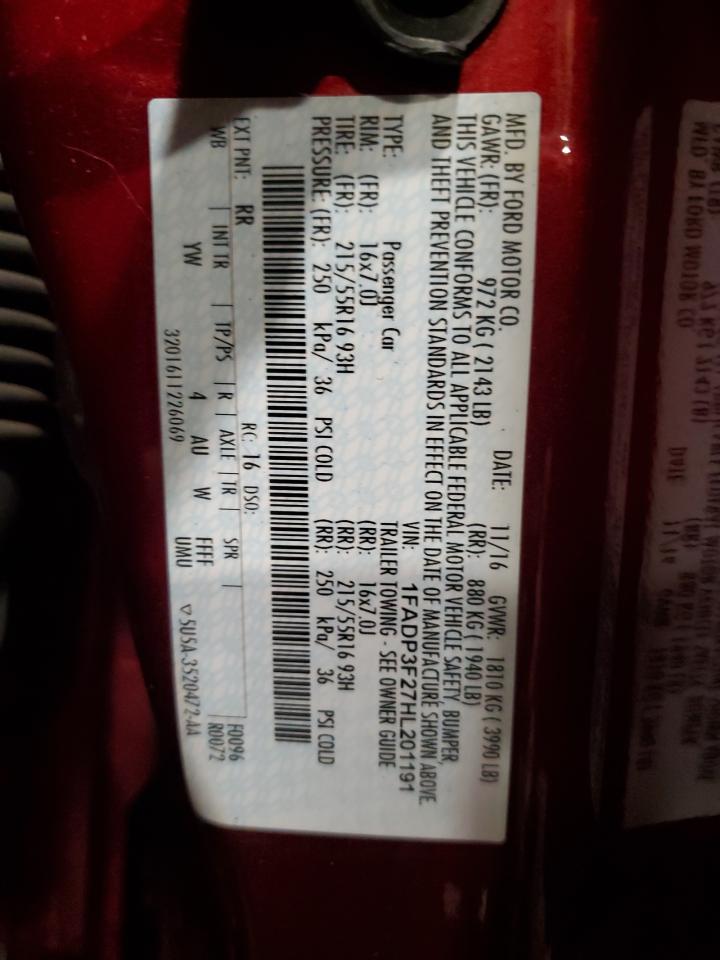 MFD. BY FORD MOTOR CO. DATE: 11/16 GVWR: 1810 KG ( 3990 LB)
GAWR: (FR): 972 KG ( 2143 LB) (RR): 880 KG ( 1940 LB)
THIS VEHICLE CONFORMS TO ALL APPLICABLE FEDERAL MOTOR VEHICLE SAFETY, BUMPER,
AND THEFT PREVENTION STANDARDS IN EFFECT ON THE DATE OF MANUFACTURE SHOWN ABOVE.
VIN: 1FADP3F27HL201191
TYPE: Passenger Car TRAILER TOWING - SEE OWNER GUIDE
RIM: (FR): 16x7.0J (RR): 16x7.0J
TIRE: (FR): 215/55R16 93H (RR): 215/55R16 93H
PRESSURE: (FR): 250 kPa/ 36 PSI COLD (RR): 250 kPa/ 36 PSI COLD
EXT PNT: RR RC: 16 DSO: F0096
WB | INT TR | TP/PS | R | AXLE | TR | SPR | R0072
YW 4 AU W FFFF
3201611226069 UMU 5U5A-3520472-AA